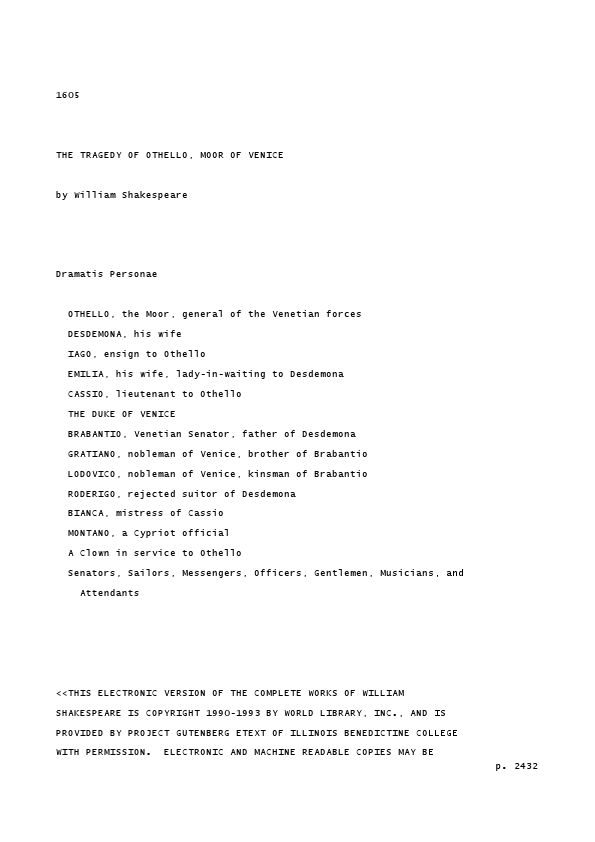 1605
THE TRAGEDY OF OTHELLO, MOOR OF VENICE
by William Shakespeare
Dramatis Personae
OTHELLO, the Moor, general of the Venetian forces
DESDEMONA, his wife
IAGO, ensign to Othello
EMILIA, his wife, lady-in-waiting to Desdemona
CASSIO, lieutenant to Othello
THE DUKE OF VENICE
BRABANTIO, Venetian Senator, father of Desdemona
GRATIANO, nobleman of Venice, brother of Brabantio
LODOVICO, nobleman of Venice, kinsman of Brabantio
RODERIGO, rejected suitor of Desdemona
BIANCA, mistress of Cassio
MONTANO, a Cypriot official
A Clown in service to Othello
Senators, Sailors, Messengers, Officers, Gentlemen, Musicians, and
Attendants
<<THIS ELECTRONIC VERSION OF THE COMPLETE WORKS OF WILLIAM
SHAKESPEARE IS COPYRIGHT 1990-1993 BY WORLD LIBRARY, INC., AND IS
PROVIDED BY PROJECT GUTENBERG ETEXT OF ILLINOIS BENEDICTINE COLLEGE
WITH PERMISSION.  ELECTRONIC AND MACHINE READABLE COPIES MAY BE
p. 2432